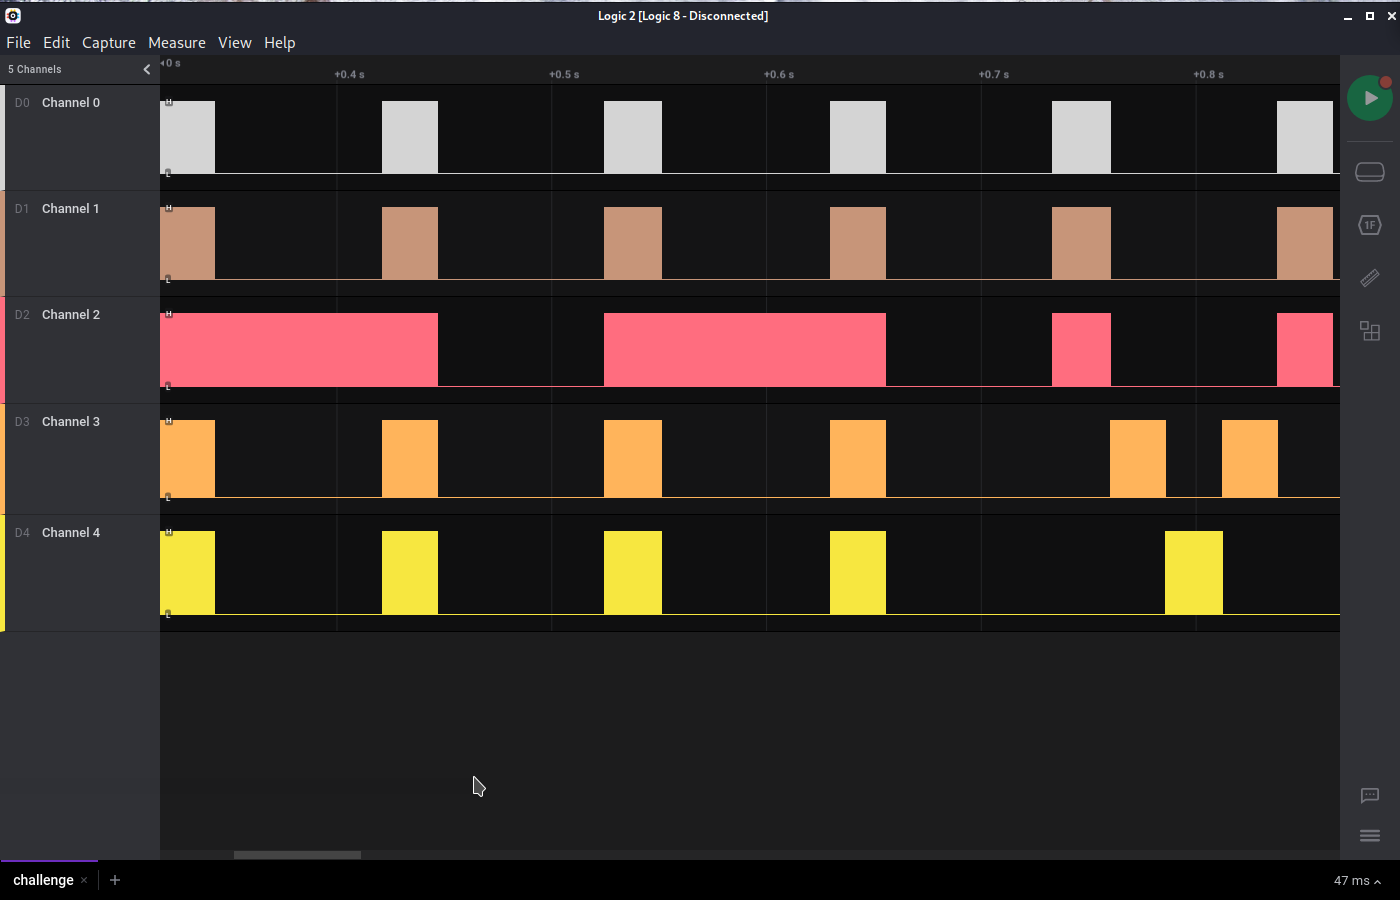 Logic 2 [Logic 8 - Disconnected]
File Edit Capture Measure View Help
5 Channels
0 s
+0.4 s +0.5 s +0.6 s +0.7 s +0.8 s
D0 Channel 0
H
L
D1 Channel 1
H
L
D2 Channel 2
H
L
D3 Channel 3
H
L
D4 Channel 4
H
L
1F
challenge × +
47 ms